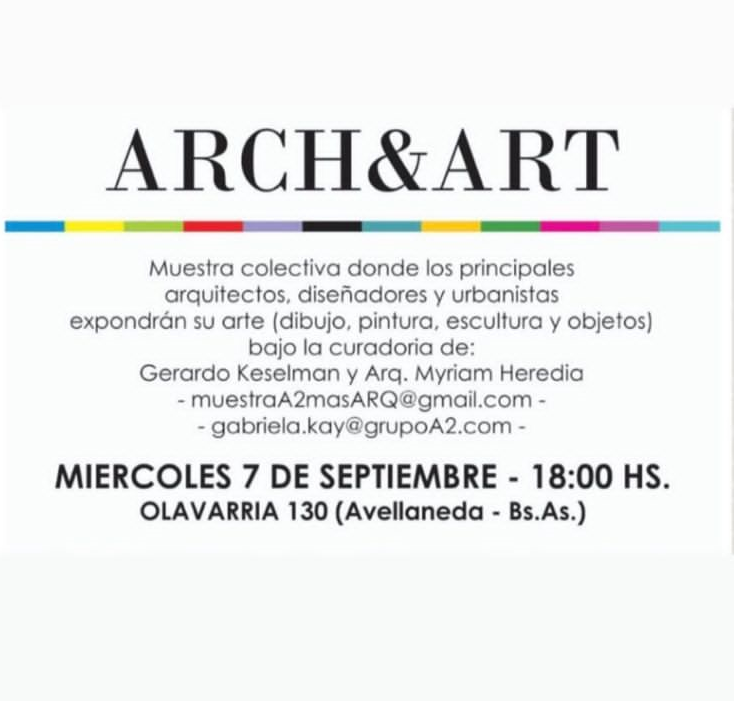 ARCH&ART
Muestra colectiva donde los principales
arquitectos, diseñadores y urbanistas
expondrán su arte (dibujo, pintura, escultura y objetos)
bajo la curadoria de:
Gerardo Keselman y Arq. Myriam Heredia
- muestraA2masARQ@gmail.com -
- gabriela.kay@grupoA2.com -
MIERCOLES 7 DE SEPTIEMBRE - 18:00 HS.
OLAVARRIA 130 (Avellaneda - Bs.As.)